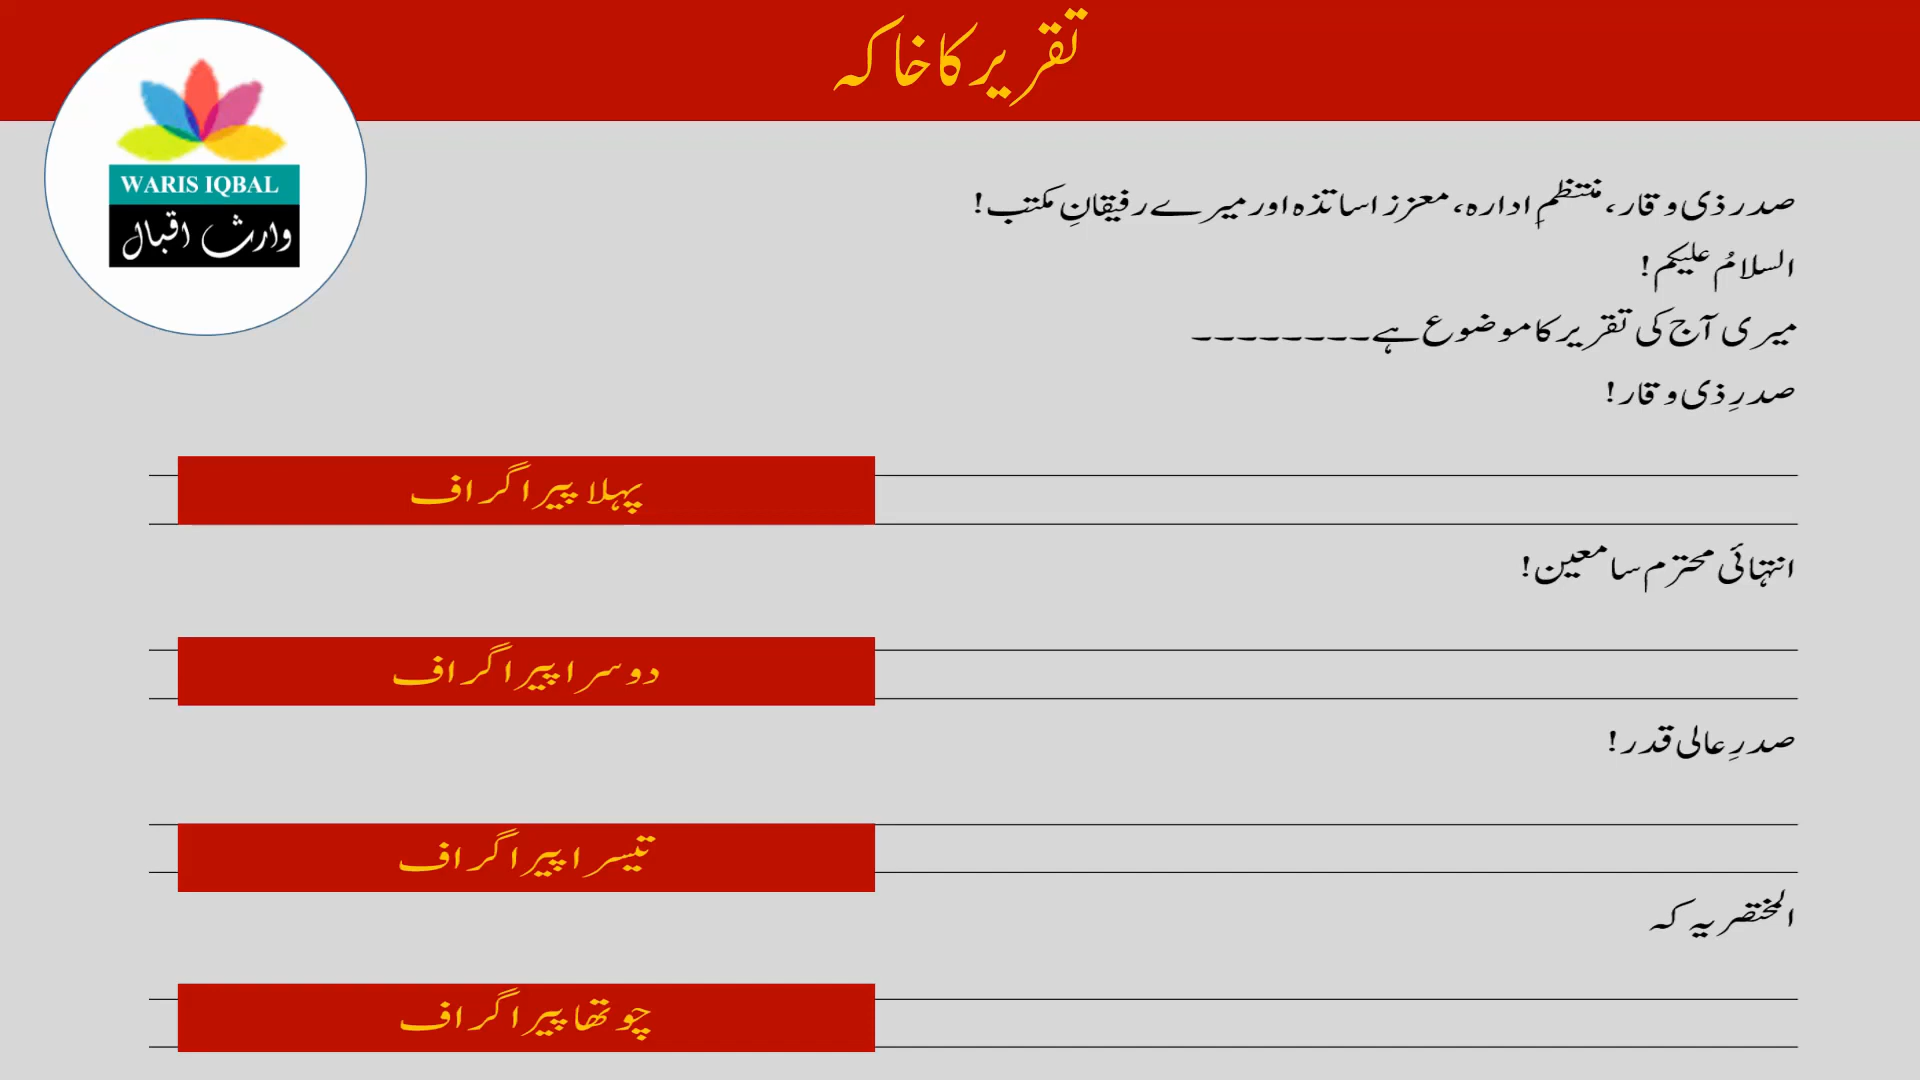 تقریر کا خاکہ
WARIS IQBAL
وارث اقبال
صدر ذی وقار، منتظمِ ادارہ، معزز اساتذہ اور میرے رفیقانِ مکتب!
السلامُ علیکم!
میری آج کی تقریر کا موضوع ہے۔۔۔۔۔۔۔۔
صدرِ ذی وقار!
پہلا پیراگراف
انتہائی محترم سامعین!
دوسرا پیراگراف
صدرِ عالی قدر!
تیسرا پیراگراف
المختصر یہ کہ
چوتھا پیراگراف